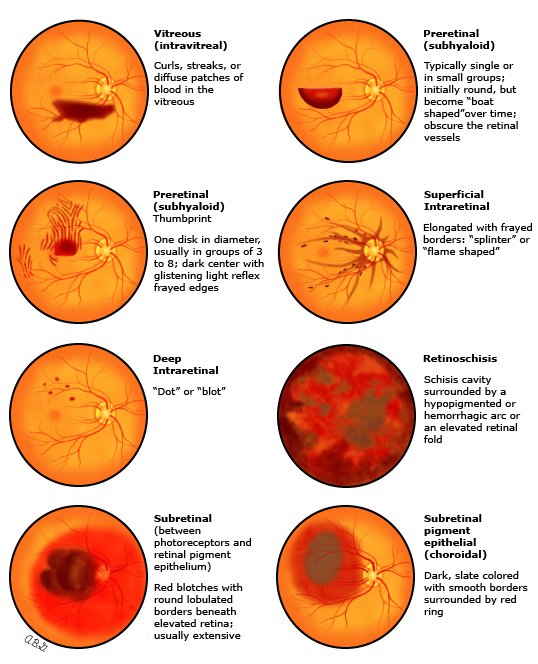 Vitreous
(intravitreal)
Curls, streaks, or
diffuse patches of
blood in the
vitreous
Preretinal
(subhyaloid)
Typically single or
in small groups;
initially round, but
become "boat
shaped"over time;
obscure the retinal
vessels
Preretinal
(subhyaloid)
Thumbprint
One disk in diameter,
usually in groups of 3
to 8; dark center with
glistening light reflex
frayed edges
Superficial
Intraretinal
Elongated with frayed
borders: "splinter" or
"flame shaped"
Deep
Intraretinal
"Dot" or "blot"
Retinoschisis
Schisis cavity
surrounded by a
hypopigmented or
hemorrhagic arc or
an elevated retinal
fold
Subretinal
(between
photoreceptors and
retinal pigment
epithelium)
Red blotches with
round lobulated
borders beneath
elevated retina;
usually extensive
Subretinal
pigment
epithelial
(choroidal)
Dark, slate colored
with smooth borders
surrounded by red
ring